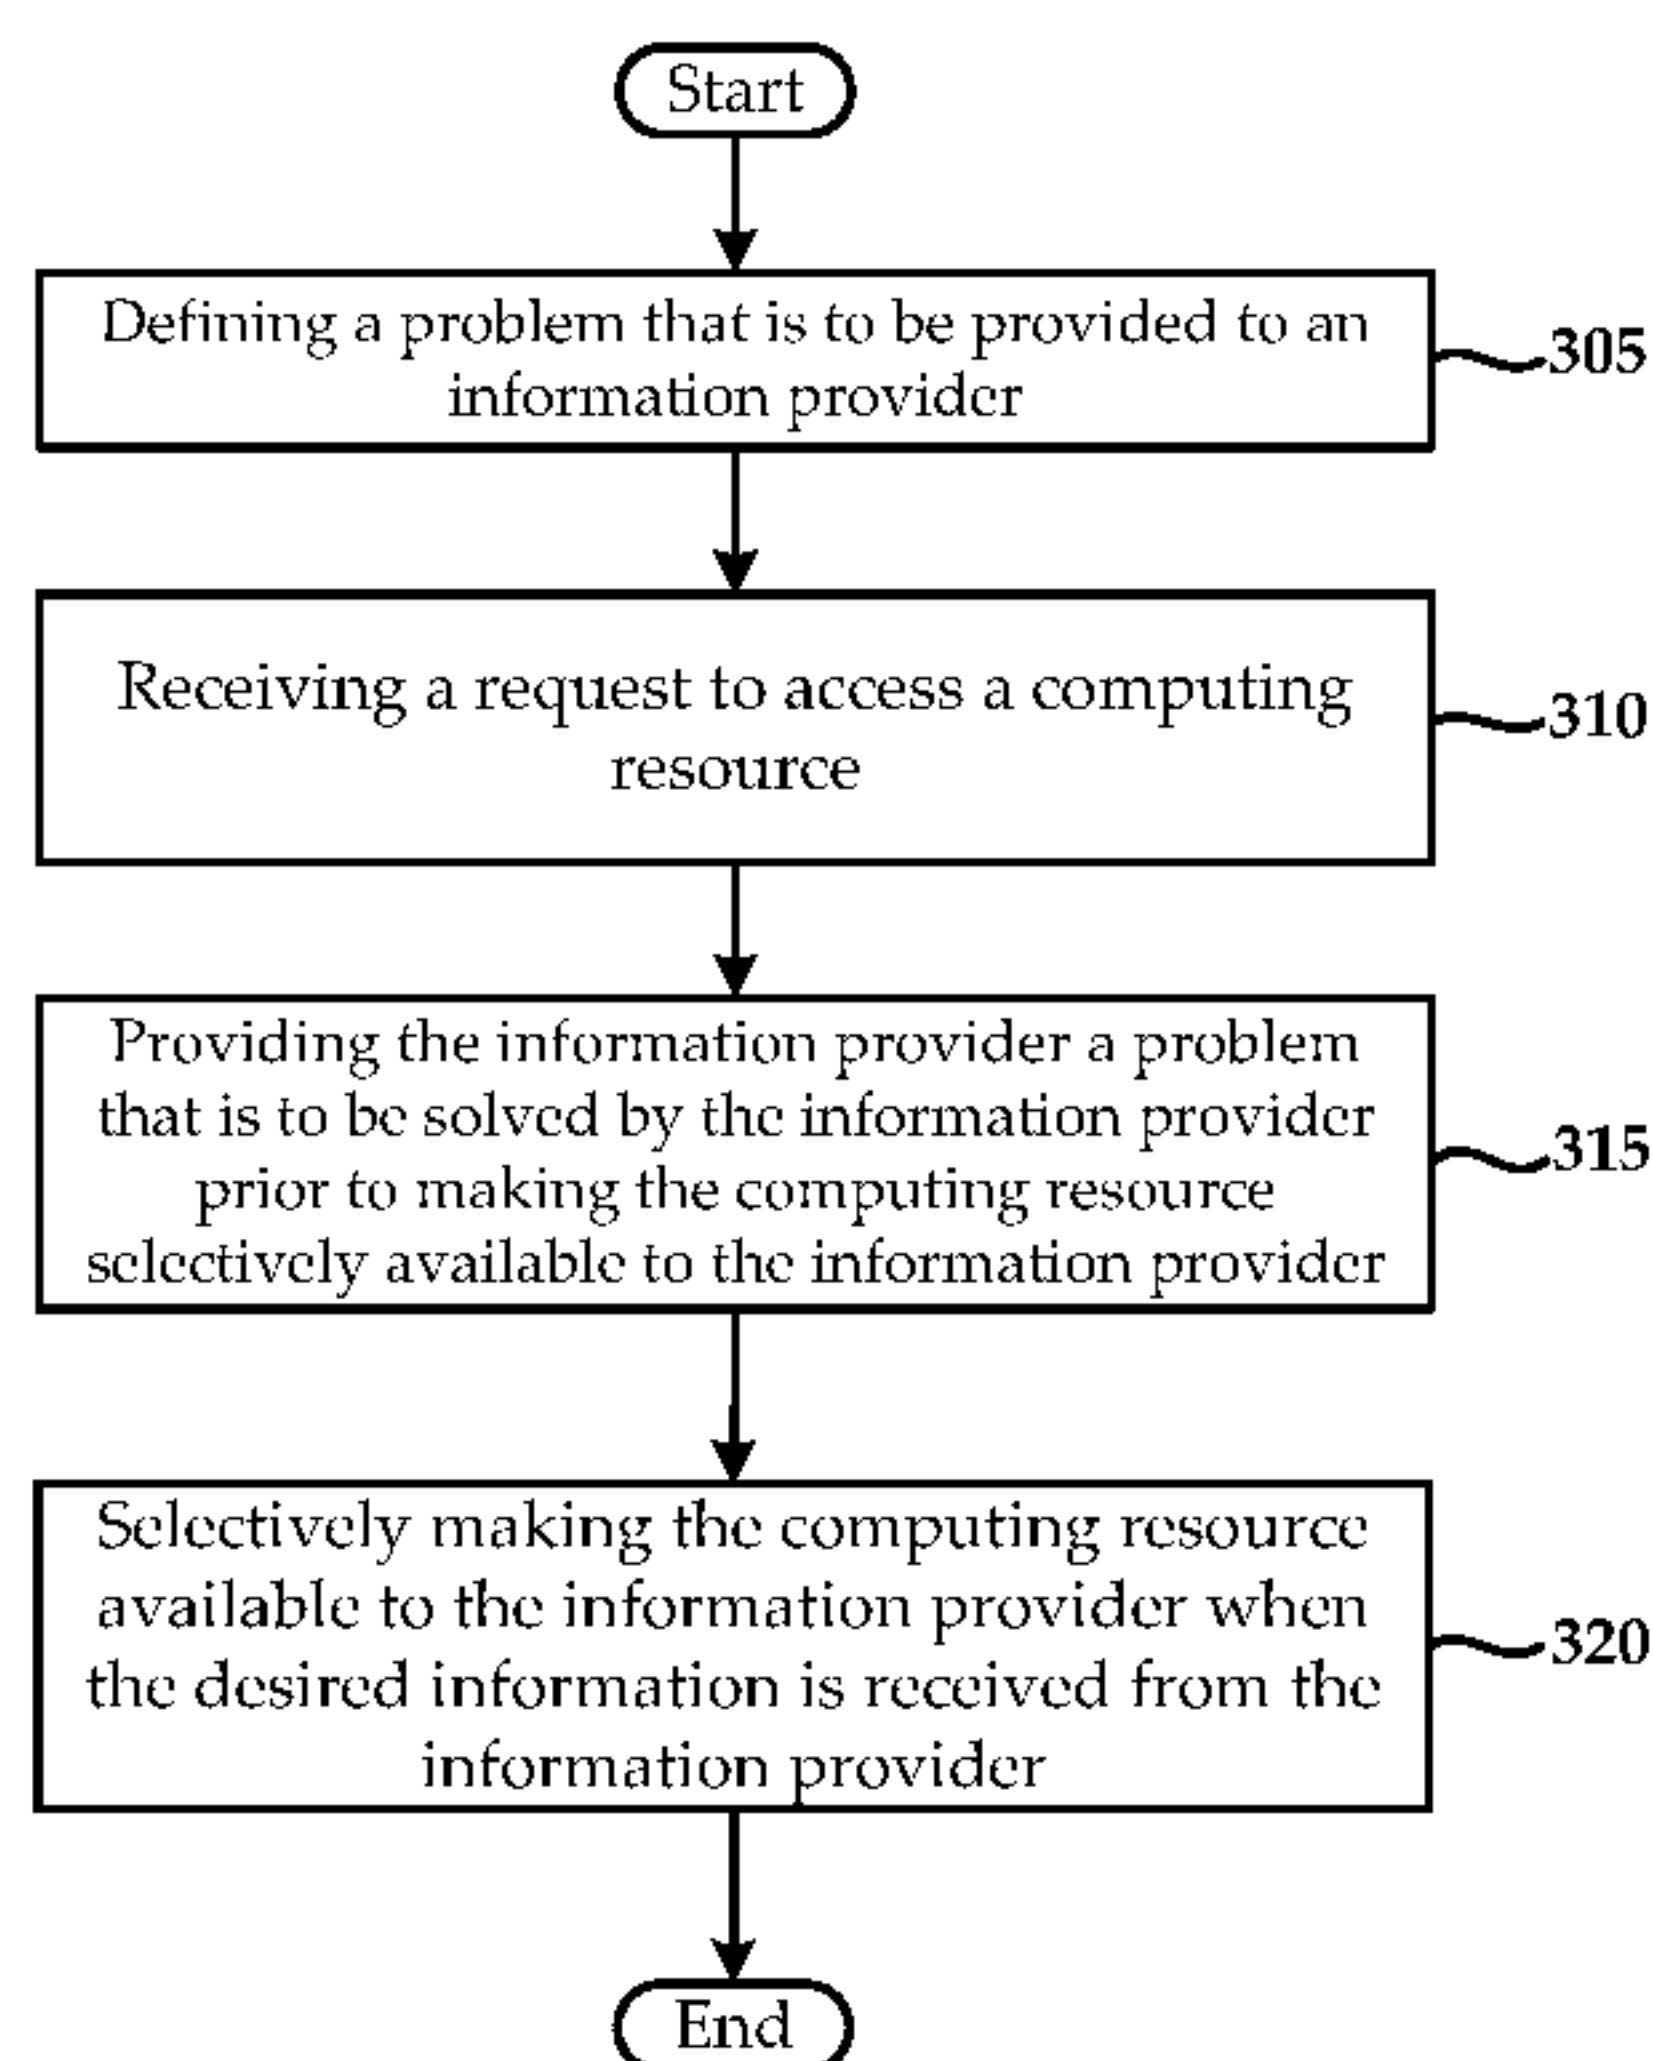 Start
Defining a problem that is to be provided to an
information provider
305
Receiving a request to access a computing
resource
310
Providing the information provider a problem
that is to be solved by the information provider
prior to making the computing resource
selectively available to the information provider
315
Selectively making the computing resource
available to the information provider when
the desired information is received from the
information provider
320
End